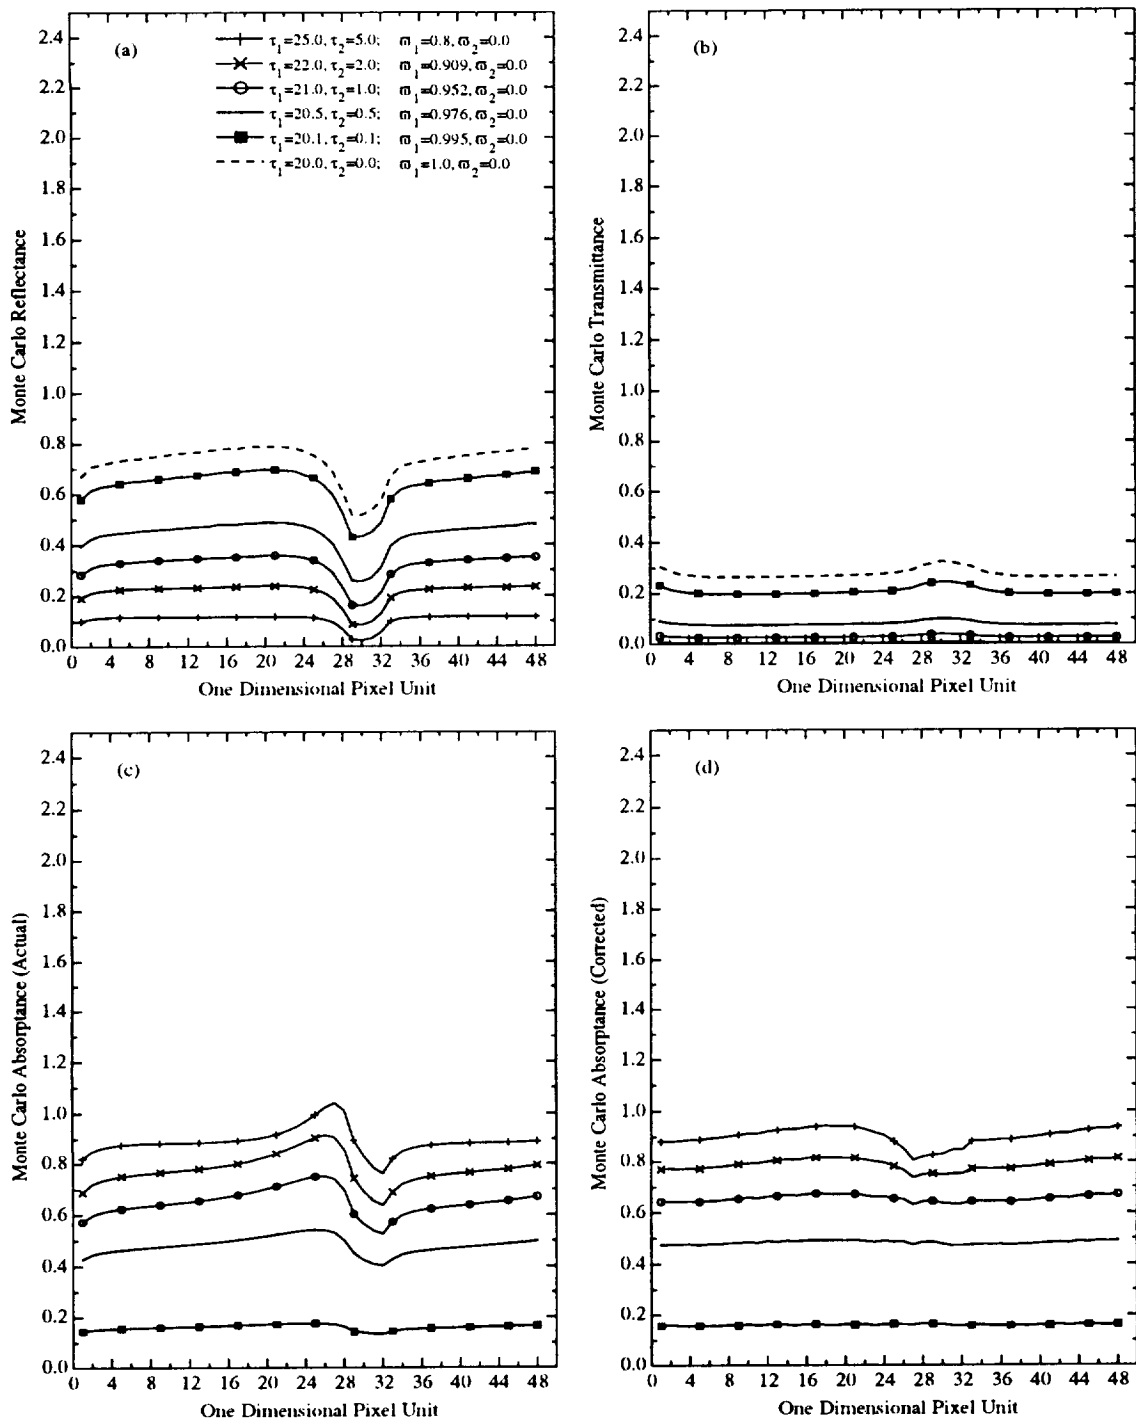 (a)
τ1=25.0, τ2=5.0; ϖ1=0.8, ϖ2=0.0
τ1=22.0, τ2=2.0; ϖ1=0.909, ϖ2=0.0
τ1=21.0, τ2=1.0; ϖ1=0.952, ϖ2=0.0
τ1=20.5, τ2=0.5; ϖ1=0.976, ϖ2=0.0
τ1=20.1, τ2=0.1; ϖ1=0.995, ϖ2=0.0
τ1=20.0, τ2=0.0; ϖ1=1.0, ϖ2=0.0
2.4
2.2
2.0
1.8
1.6
1.4
1.2
1.0
0.8
0.6
0.4
0.2
0.0
Monte Carlo Reflectance
0 4 8 12 16 20 24 28 32 36 40 44 48
One Dimensional Pixel Unit
(b)
2.4
2.2
2.0
1.8
1.6
1.4
1.2
1.0
0.8
0.6
0.4
0.2
0.0
Monte Carlo Transmittance
0 4 8 12 16 20 24 28 32 36 40 44 48
One Dimensional Pixel Unit
(c)
2.4
2.2
2.0
1.8
1.6
1.4
1.2
1.0
0.8
0.6
0.4
0.2
0.0
Monte Carlo Absorptance (Actual)
0 4 8 12 16 20 24 28 32 36 40 44 48
One Dimensional Pixel Unit
(d)
2.4
2.2
2.0
1.8
1.6
1.4
1.2
1.0
0.8
0.6
0.4
0.2
0.0
Monte Carlo Absorptance (Corrected)
0 4 8 12 16 20 24 28 32 36 40 44 48
One Dimensional Pixel Unit